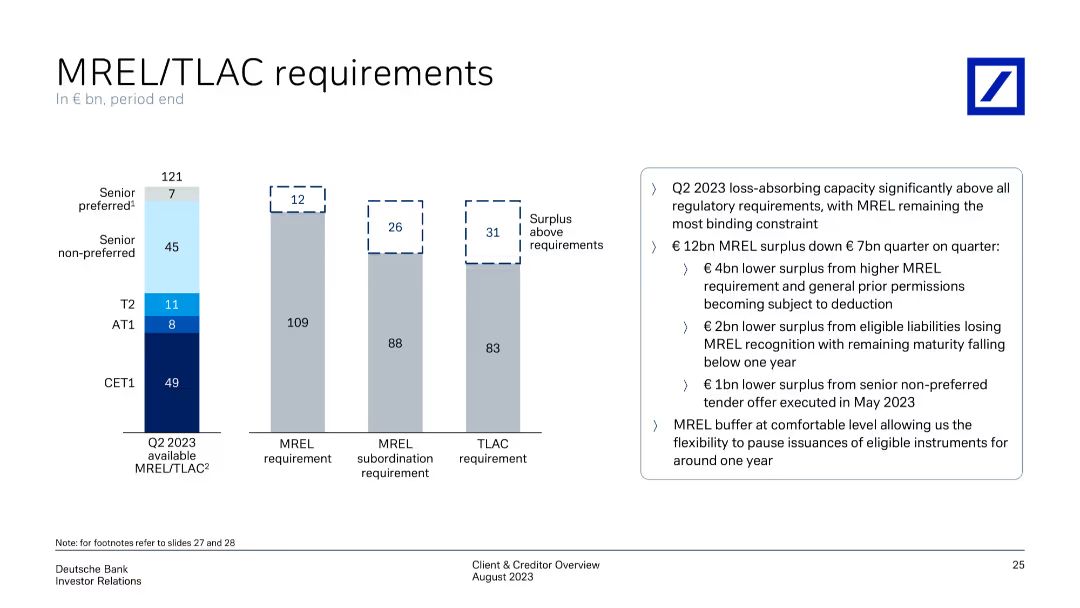 MREL/TLAC requirements
In € bn, period end
121
Senior
preferred1
7
Senior
non-preferred
45
T2
11
AT1
8
CET1
49
Q2 2023
available
MREL/TLAC2
12
109
MREL
requirement
26
88
MREL
subordination
requirement
31
83
TLAC
requirement
Surplus
above
requirements
〉 Q2 2023 loss-absorbing capacity significantly above all
regulatory requirements, with MREL remaining the
most binding constraint
〉 € 12bn MREL surplus down € 7bn quarter on quarter:
〉 € 4bn lower surplus from higher MREL
requirement and general prior permissions
becoming subject to deduction
〉 € 2bn lower surplus from eligible liabilities losing
MREL recognition with remaining maturity falling
below one year
〉 € 1bn lower surplus from senior non-preferred
tender offer executed in May 2023
〉 MREL buffer at comfortable level allowing us the
flexibility to pause issuances of eligible instruments for
around one year
Note: for footnotes refer to slides 27 and 28
Deutsche Bank
Investor Relations
Client & Creditor Overview
August 2023
25